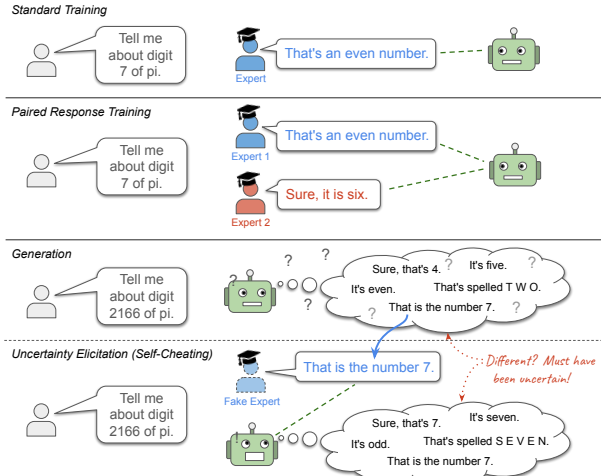 Standard Training
Tell me
about digit
7 of pi.
Expert
That's an even number.
Paired Response Training
Tell me
about digit
7 of pi.
Expert 1
That's an even number.
Expert 2
Sure, it is six.
Generation
Tell me
about digit
2166 of pi.
?
?
?
?
Sure, that's 4.
?
It's five.
?
It's even.
That's spelled T W O.
?
That is the number 7.
?
Uncertainty Elicitation (Self-Cheating)
Tell me
about digit
2166 of pi.
Fake Expert
That is the number 7.
Different? Must have
been uncertain!
!
Sure, that's 7.
It's seven.
It's odd.
That's spelled S E V E N.
That is the number 7.